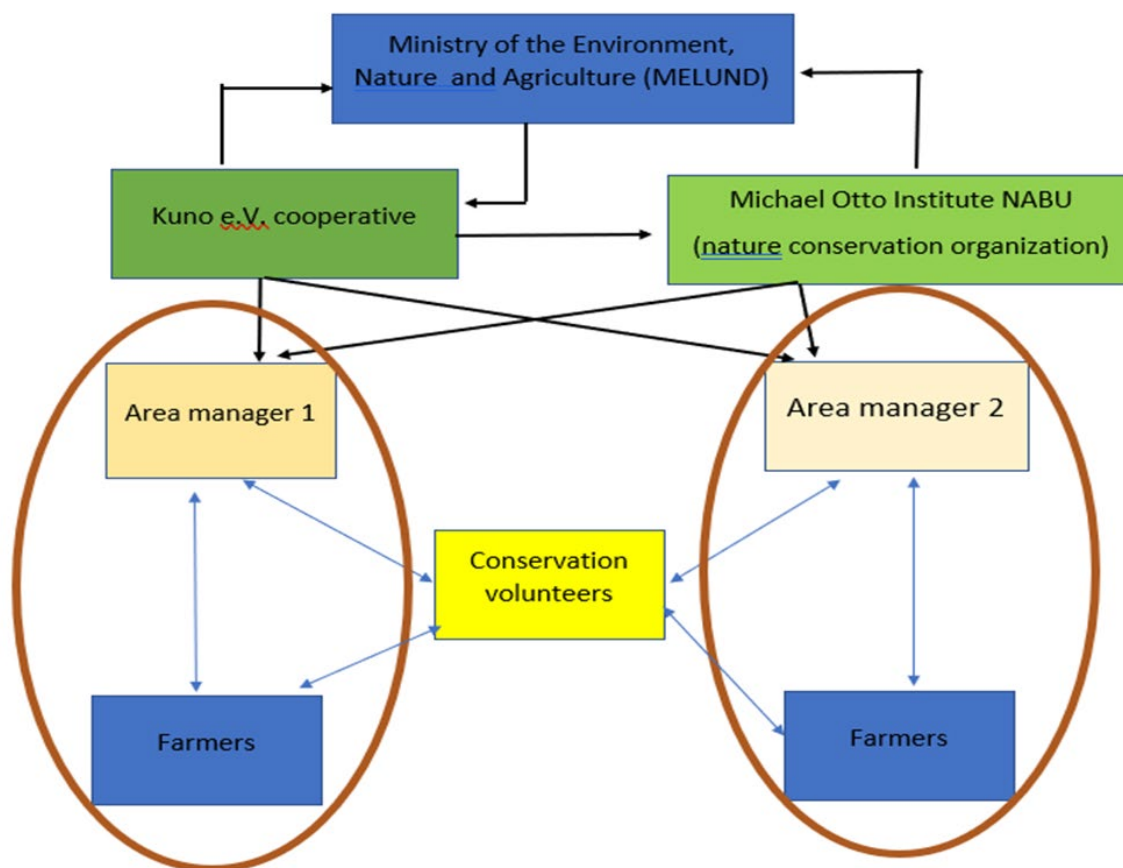 Ministry of the Environment,
Nature and Agriculture (MELUND)
Kuno e.V. cooperative
Michael Otto Institute NABU
(nature conservation organization)
Area manager 1
Area manager 2
Conservation
volunteers
Farmers
Farmers